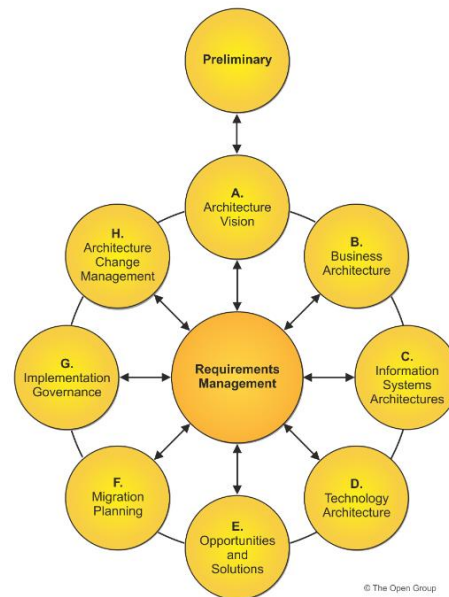 Preliminary
A.
Architecture
Vision
B.
Business
Architecture
C.
Information
Systems
Architectures
D.
Technology
Architecture
E.
Opportunities
and
Solutions
F.
Migration
Planning
G.
Implementation
Governance
H.
Architecture
Change
Management
Requirements
Management
© The Open Group